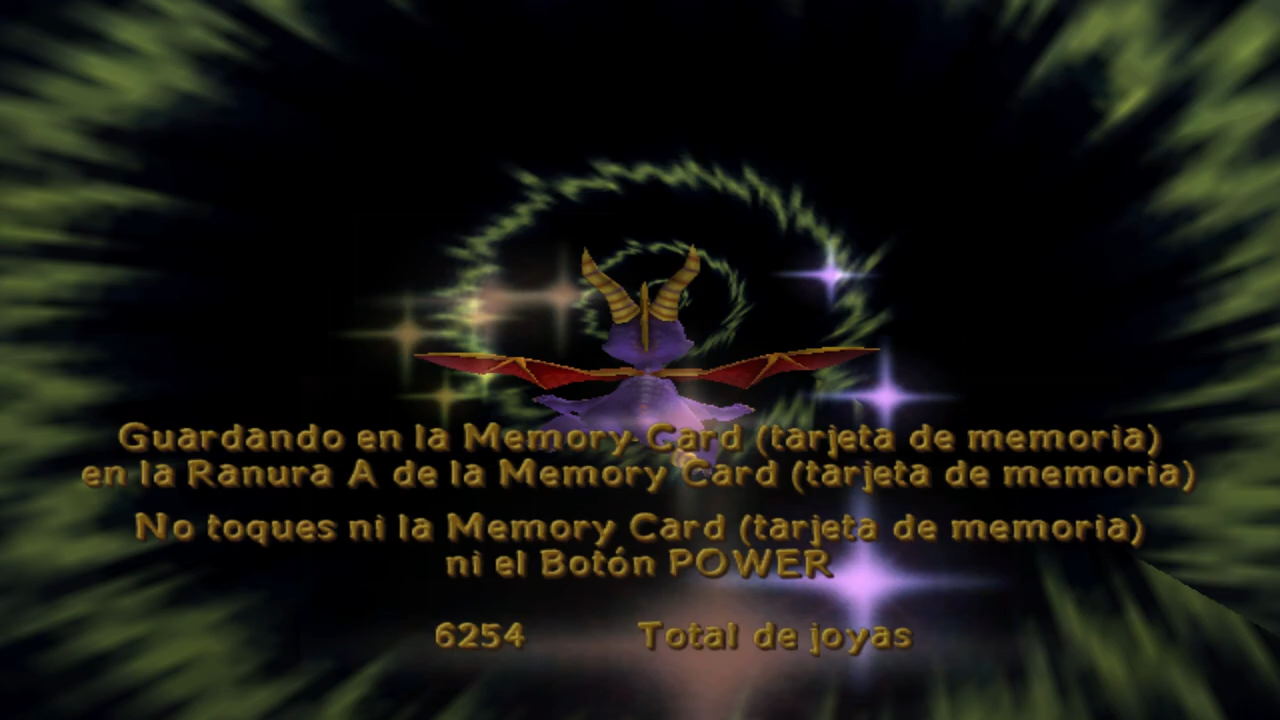 Guardando en la Memory Card (tarjeta de memoria)
en la Ranura A de la Memory Card (tarjeta de memoria)
No toques ni la Memory Card (tarjeta de memoria)
ni el Botón POWER
6254 Total de joyas